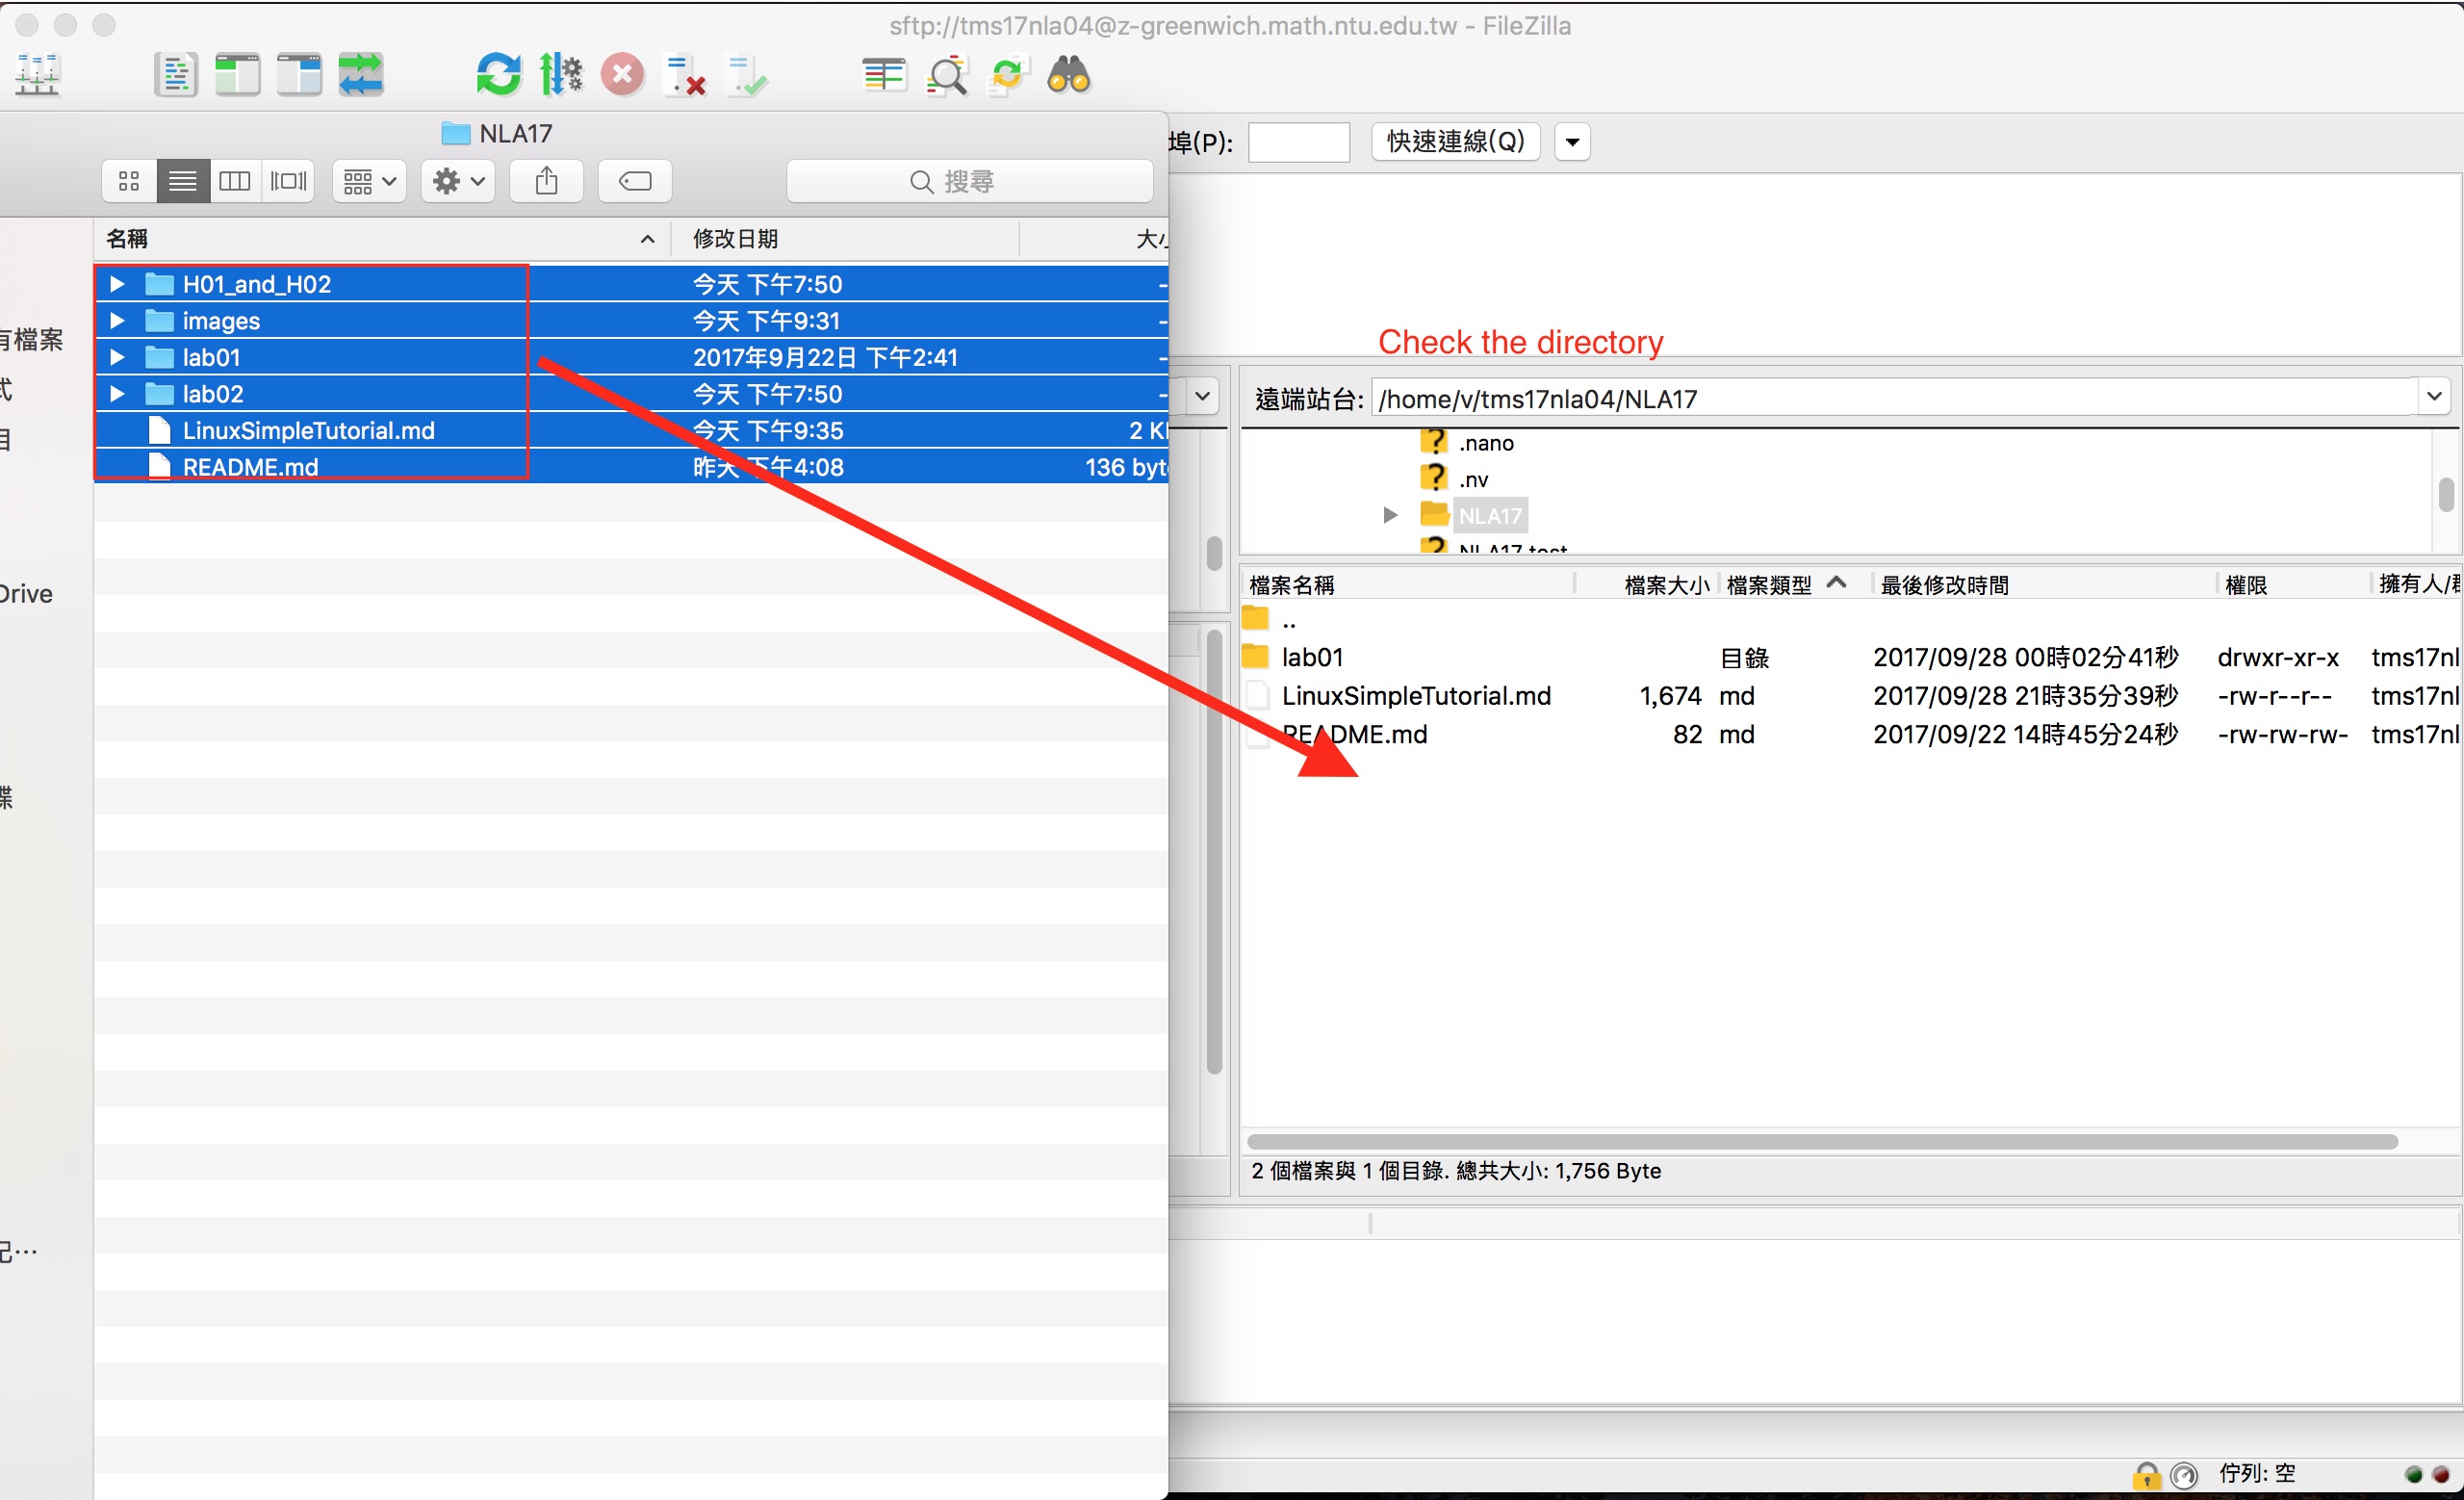 sftp://tms17nla04@z-greenwich.math.ntu.edu.tw - FileZilla
NLA17
埠(P):
快速連線(Q)
搜尋
名稱
修改日期
H01_and_H02
今天 下午7:50
--
images
今天 下午9:31
--
lab01
2017年9月22日 下午2:41
--
lab02
今天 下午7:50
--
LinuxSimpleTutorial.md
今天 下午9:35
2 K
README.md
昨天 下午4:08
136 byt
有檔案
式
目
Drive
碟
記…
Check the directory
遠端站台: /home/v/tms17nla04/NLA17
.nano
.nv
NLA17
NLA17 test
檔案名稱
檔案大小
檔案類型
最後修改時間
權限
擁有人/群
..
lab01
目錄
2017/09/28 00時02分41秒
drwxr-xr-x
tms17nl
LinuxSimpleTutorial.md
1,674
md
2017/09/28 21時35分39秒
-rw-r--r--
tms17nl
README.md
82
md
2017/09/22 14時45分24秒
-rw-rw-rw-
tms17nl
2 個檔案與 1 個目錄. 總共大小: 1,756 Byte
佇列: 空